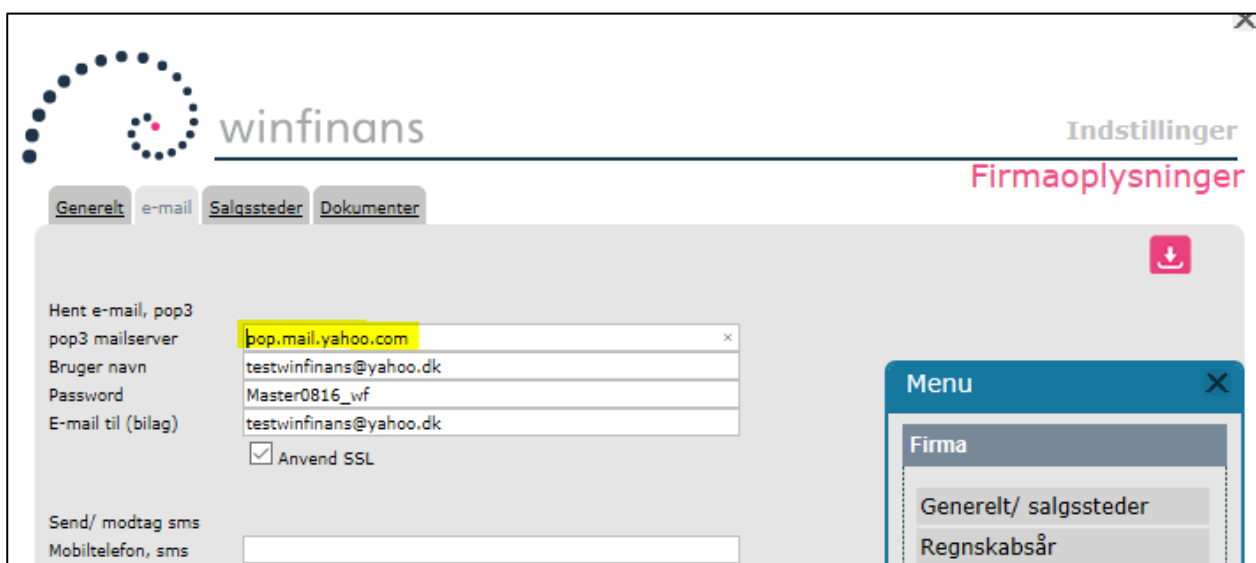 winfinans
Indstillinger
Firmaoplysninger
Generelt e-mail Salgssteder Dokumenter
Hent e-mail, pop3
pop3 mailserver pop.mail.yahoo.com ×
Bruger navn testwinfinans@yahoo.dk
Password Master0816_wf
E-mail til (bilag) testwinfinans@yahoo.dk
Anvend SSL
Send/ modtag sms
Mobiltelefon, sms
Menu
Firma
Generelt/ salgssteder
Regnskabsår